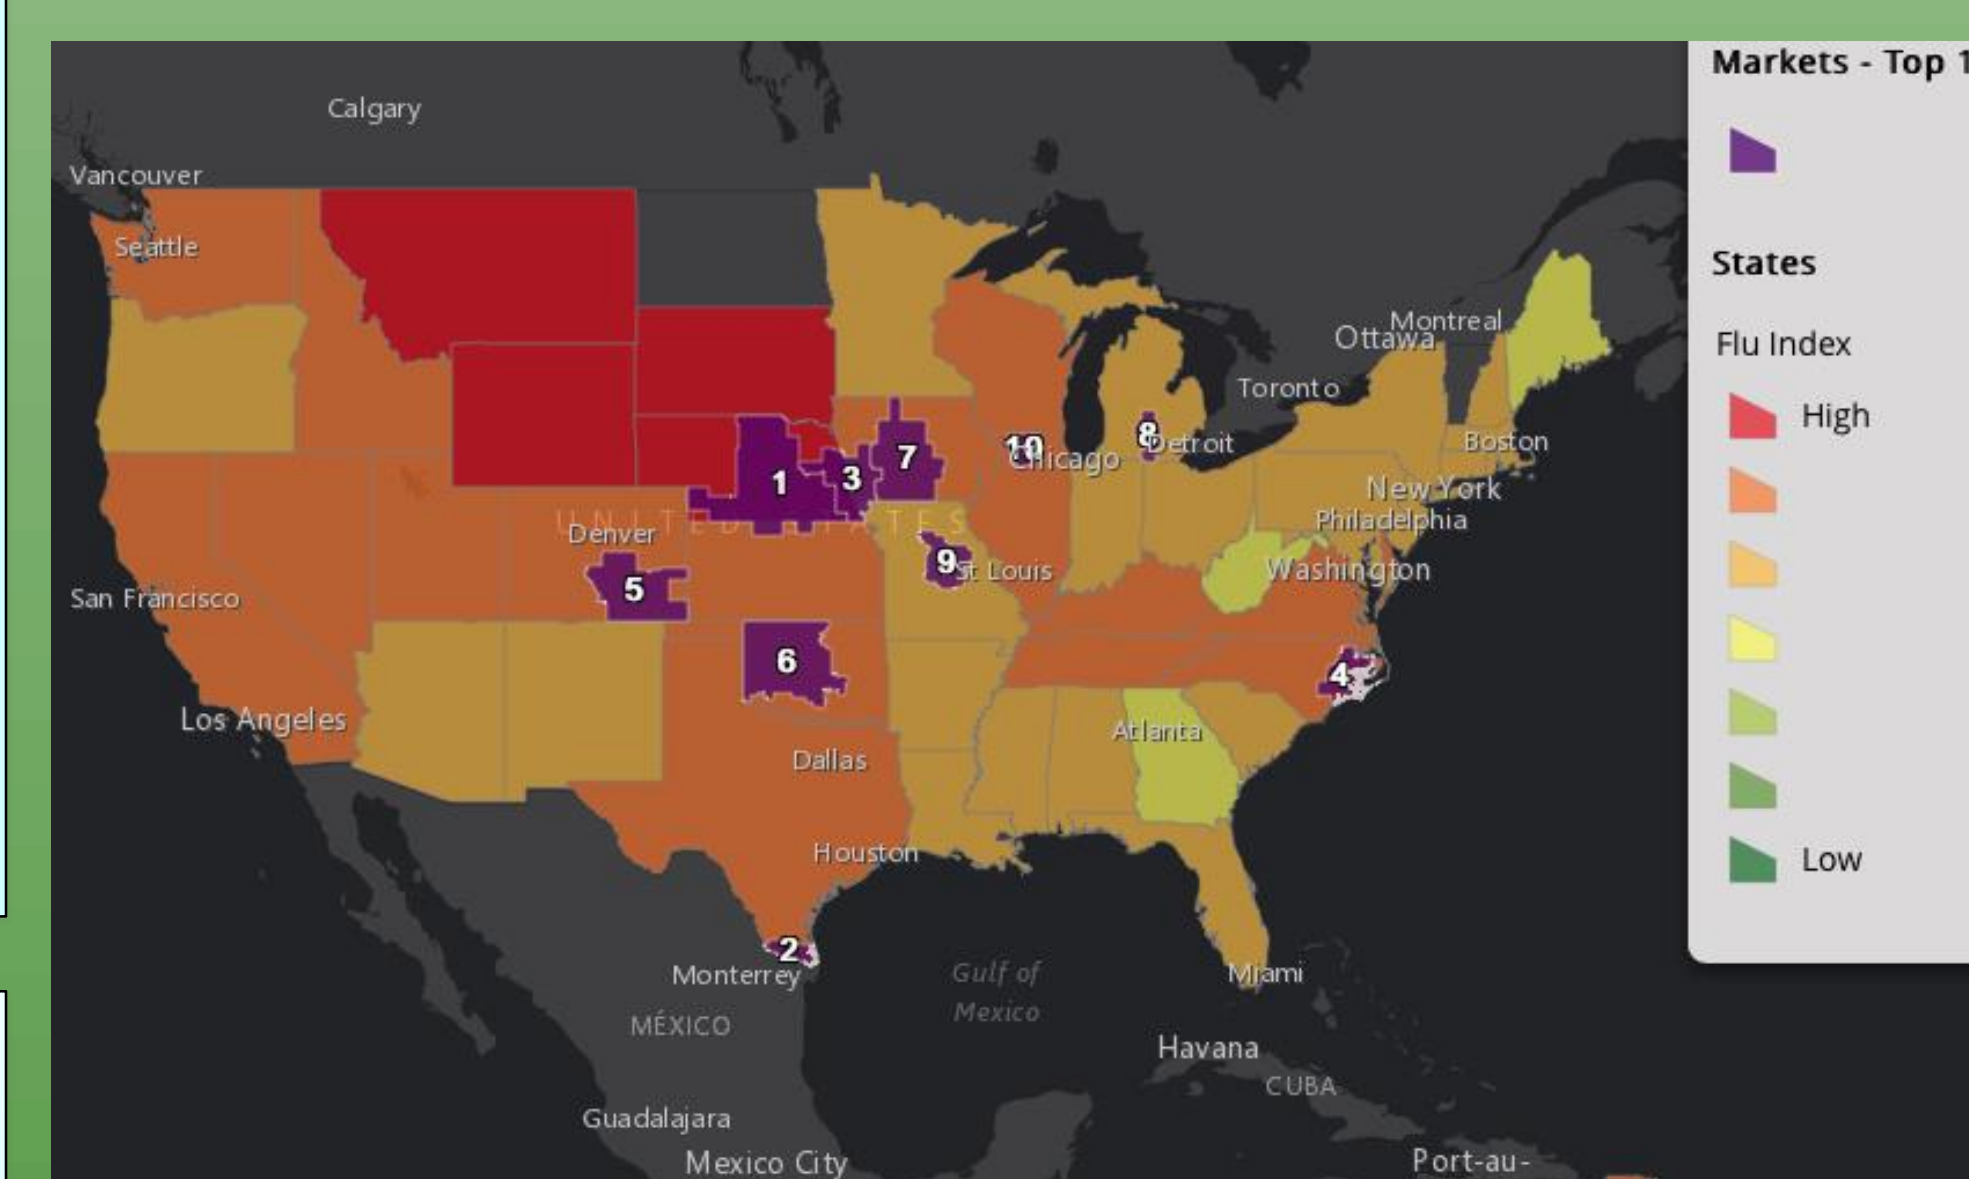 Calgary
Vancouver
Seattle
Montreal
Ottawa
Toronto
Detroit
Boston
Chicago
New York
Philadelphia
UNITED STATES
Denver
St Louis
Washington
San Francisco
Los Angeles
Atlanta
Dallas
Houston
Monterrey
Gulf of
Mexico
Miami
MÉXICO
Havana
CUBA
Guadalajara
Mexico City
Port-au-
1
2
3
4
5
6
7
8
9
10
Markets - Top 1
States
Flu Index
High
Low